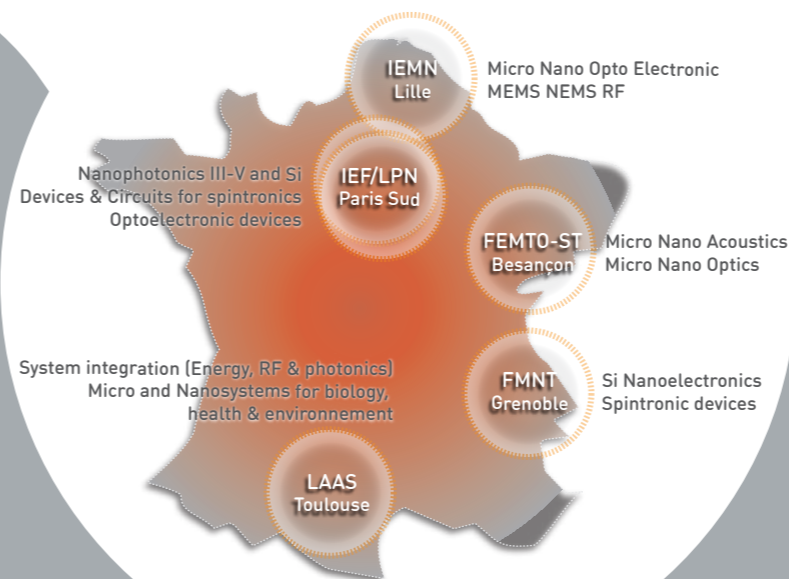 IEMN
Lille
Micro Nano Opto Electronic
MEMS NEMS RF
Nanophotonics III-V and Si
Devices & Circuits for spintronics
Optoelectronic devices
IEF/LPN
Paris Sud
FEMTO-ST
Besançon
Micro Nano Acoustics
Micro Nano Optics
System integration (Energy, RF & photonics)
Micro and Nanosystems for biology,
health & environnement
FMNT
Grenoble
Si Nanoelectronics
Spintronic devices
LAAS
Toulouse